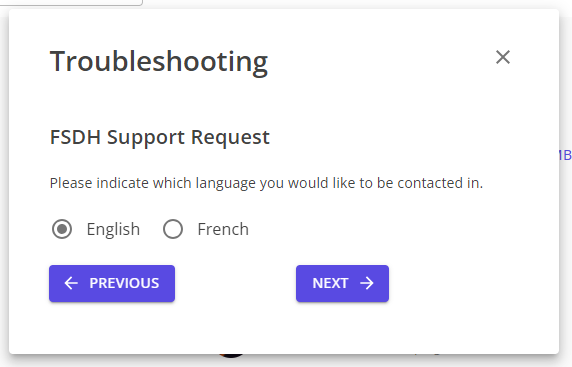 Troubleshooting
FSDH Support Request
Please indicate which language you would like to be contacted in.
English French
PREVIOUS NEXT